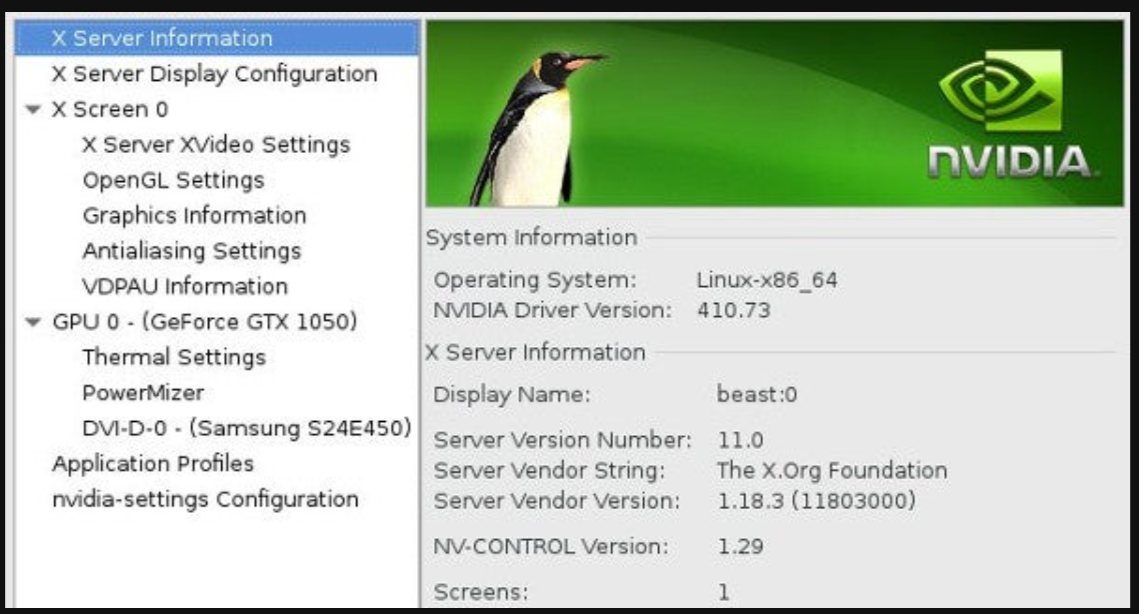 X Server Information
X Server Display Configuration
X Screen 0
X Server XVideo Settings
OpenGL Settings
Graphics Information
Antialiasing Settings
VDPAU Information
GPU 0 - (GeForce GTX 1050)
Thermal Settings
PowerMizer
DVI-D-0 - (Samsung S24E450)
Application Profiles
nvidia-settings Configuration
NVIDIA
System Information
Operating System: Linux-x86_64
NVIDIA Driver Version: 410.73
X Server Information
Display Name: beast:0
Server Version Number: 11.0
Server Vendor String: The X.Org Foundation
Server Vendor Version: 1.18.3 (11803000)
NV-CONTROL Version: 1.29
Screens: 1